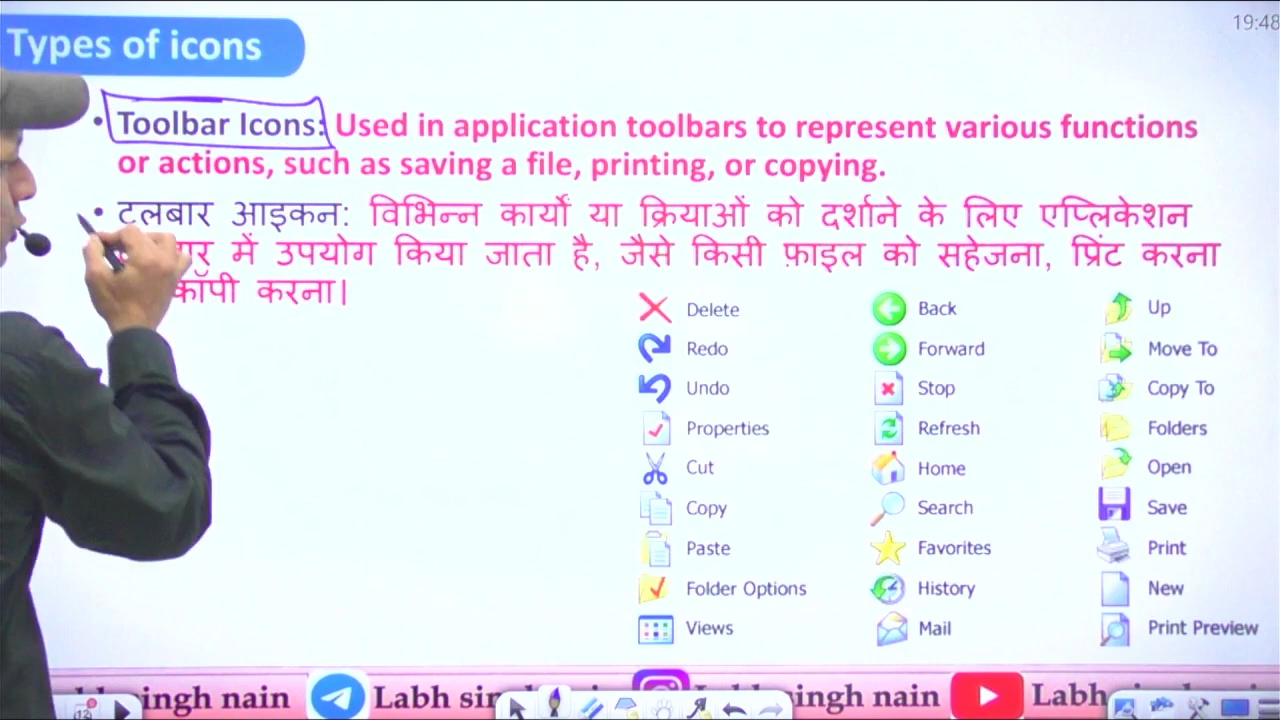 Types of icons
19:48
• Toolbar Icons: Used in application toolbars to represent various functions
or actions, such as saving a file, printing, or copying.
• टूलबार आइकन: विभिन्न कार्यों या क्रियाओं को दर्शाने के लिए एप्लिकेशन
में उपयोग किया जाता है, जैसे किसी फ़ाइल को सहेजना, प्रिंट करना
कॉपी करना।
Delete Back Up
Redo Forward Move To
Undo Stop Copy To
Properties Refresh Folders
Cut Home Open
Copy Search Save
Paste Favorites Print
Folder Options History New
Views Mail Print Preview
singh nain Labh singh nain Labh